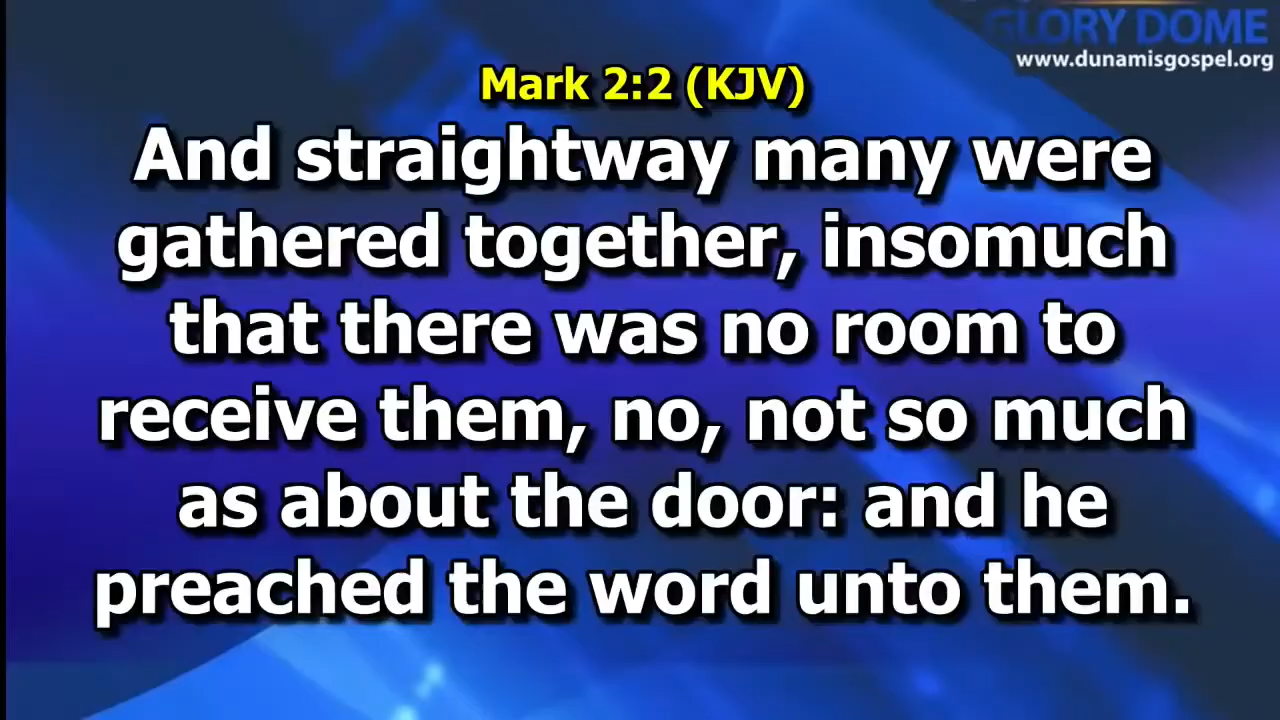 GLORY DOME
www.dunamisgospel.org
Mark 2:2 (KJV)
And straightway many were
gathered together, insomuch
that there was no room to
receive them, no, not so much
as about the door: and he
preached the word unto them.